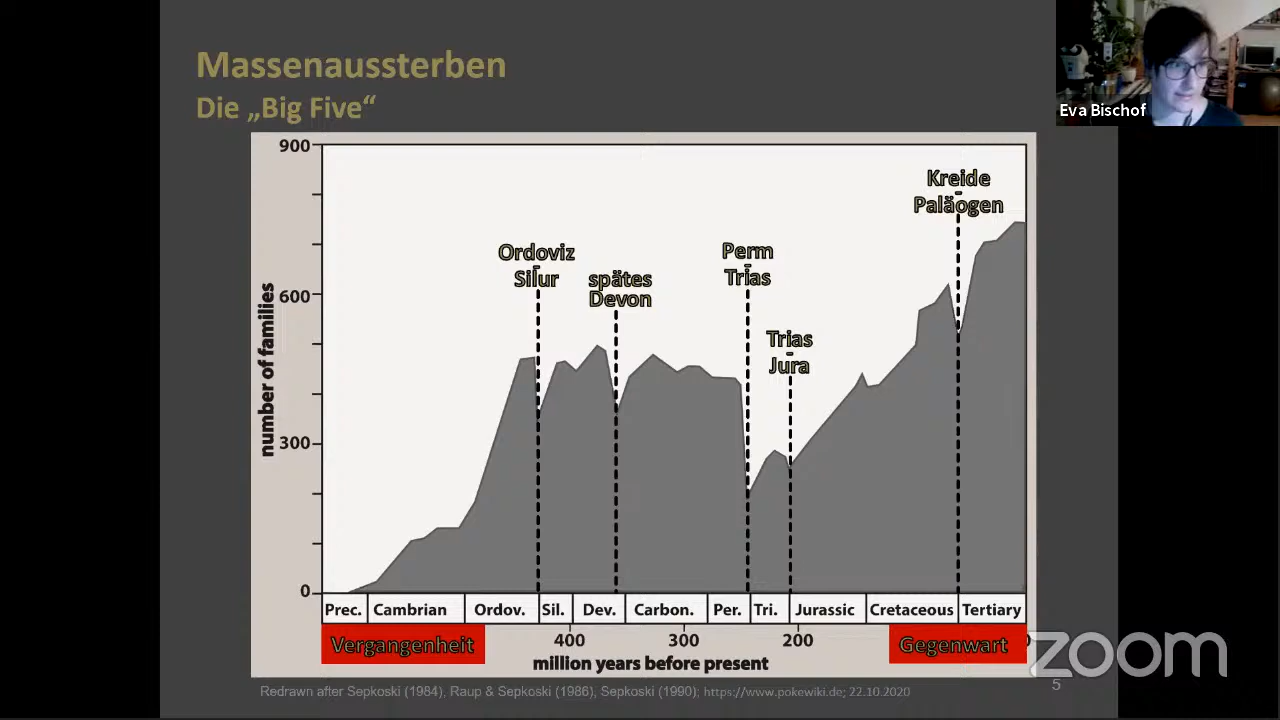 Massenaussterben
Die „Big Five“
Eva Bischof
900
600
300
0
number of families
Ordoviz
-
Silur
spätes
Devon
Perm
-
Trias
Trias
-
Jura
Kreide
-
Paläogen
Prec. Cambrian Ordov. Sil. Dev. Carbon. Per. Tri. Jurassic Cretaceous Tertiary
Vergangenheit 400 300 200 Gegenwart
million years before present
zoom
Redrawn after Sepkoski (1984), Raup & Sepkoski (1986), Sepkoski (1990); https://www.pokewiki.de; 22.10.2020
5